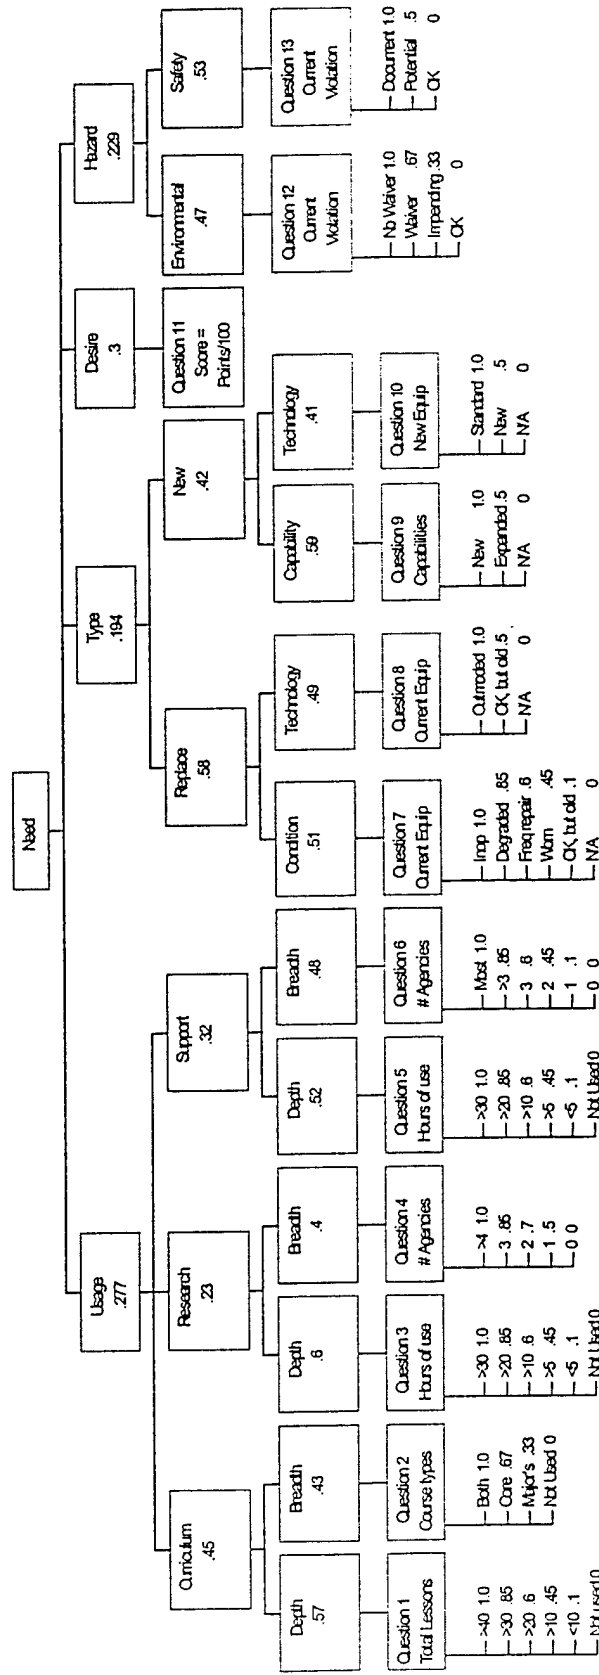 Need
Usage
.277
Type
.194
Desire
.3
Hazard
.229
Curriculum
.45
Research
.23
Support
.32
Replace
.58
New
.42
Question 11
Score =
Points/100
Environmental
.47
Safety
.53
Depth
.57
Breadth
.43
Depth
.6
Breadth
.4
Depth
.52
Breadth
.48
Condition
.51
Technology
.49
Capability
.59
Technology
.41
Question 12
Current
Violation
Question 13
Current
Violation
Question 1
Total Lessons
Question 2
Course types
Question 3
Hours of use
Question 4
# Agencies
Question 5
Hours of use
Question 6
# Agencies
Question 7
Current Equip
Question 8
Current Equip
Question 9
Capabilities
Question 10
New Equip
No Waiver 1.0
Waiver .67
Impending .33
OK 0
Document 1.0
Potential .5
OK 0
>40 1.0
>30 .85
>20 .6
>10 .45
<10 .1
Not used 0
Both 1.0
Core .67
Major's .33
Not Used 0
>30 1.0
>20 .85
>10 .6
>5 .45
<5 .1
Not Used 0
>4 1.0
3 .85
2 .7
1 .5
0 0
>30 1.0
>20 .85
>10 .6
>5 .45
<5 .1
Not Used 0
Most 1.0
>3 .85
3 .6
2 .45
1 .1
0 0
Inop 1.0
Degraded .85
Freq repair .6
Worn .45
OK, but old .1
N/A 0
Outmoded 1.0
OK, but old .5
N/A 0
New 1.0
Expanded .5
N/A 0
Standard 1.0
New .5
N/A 0